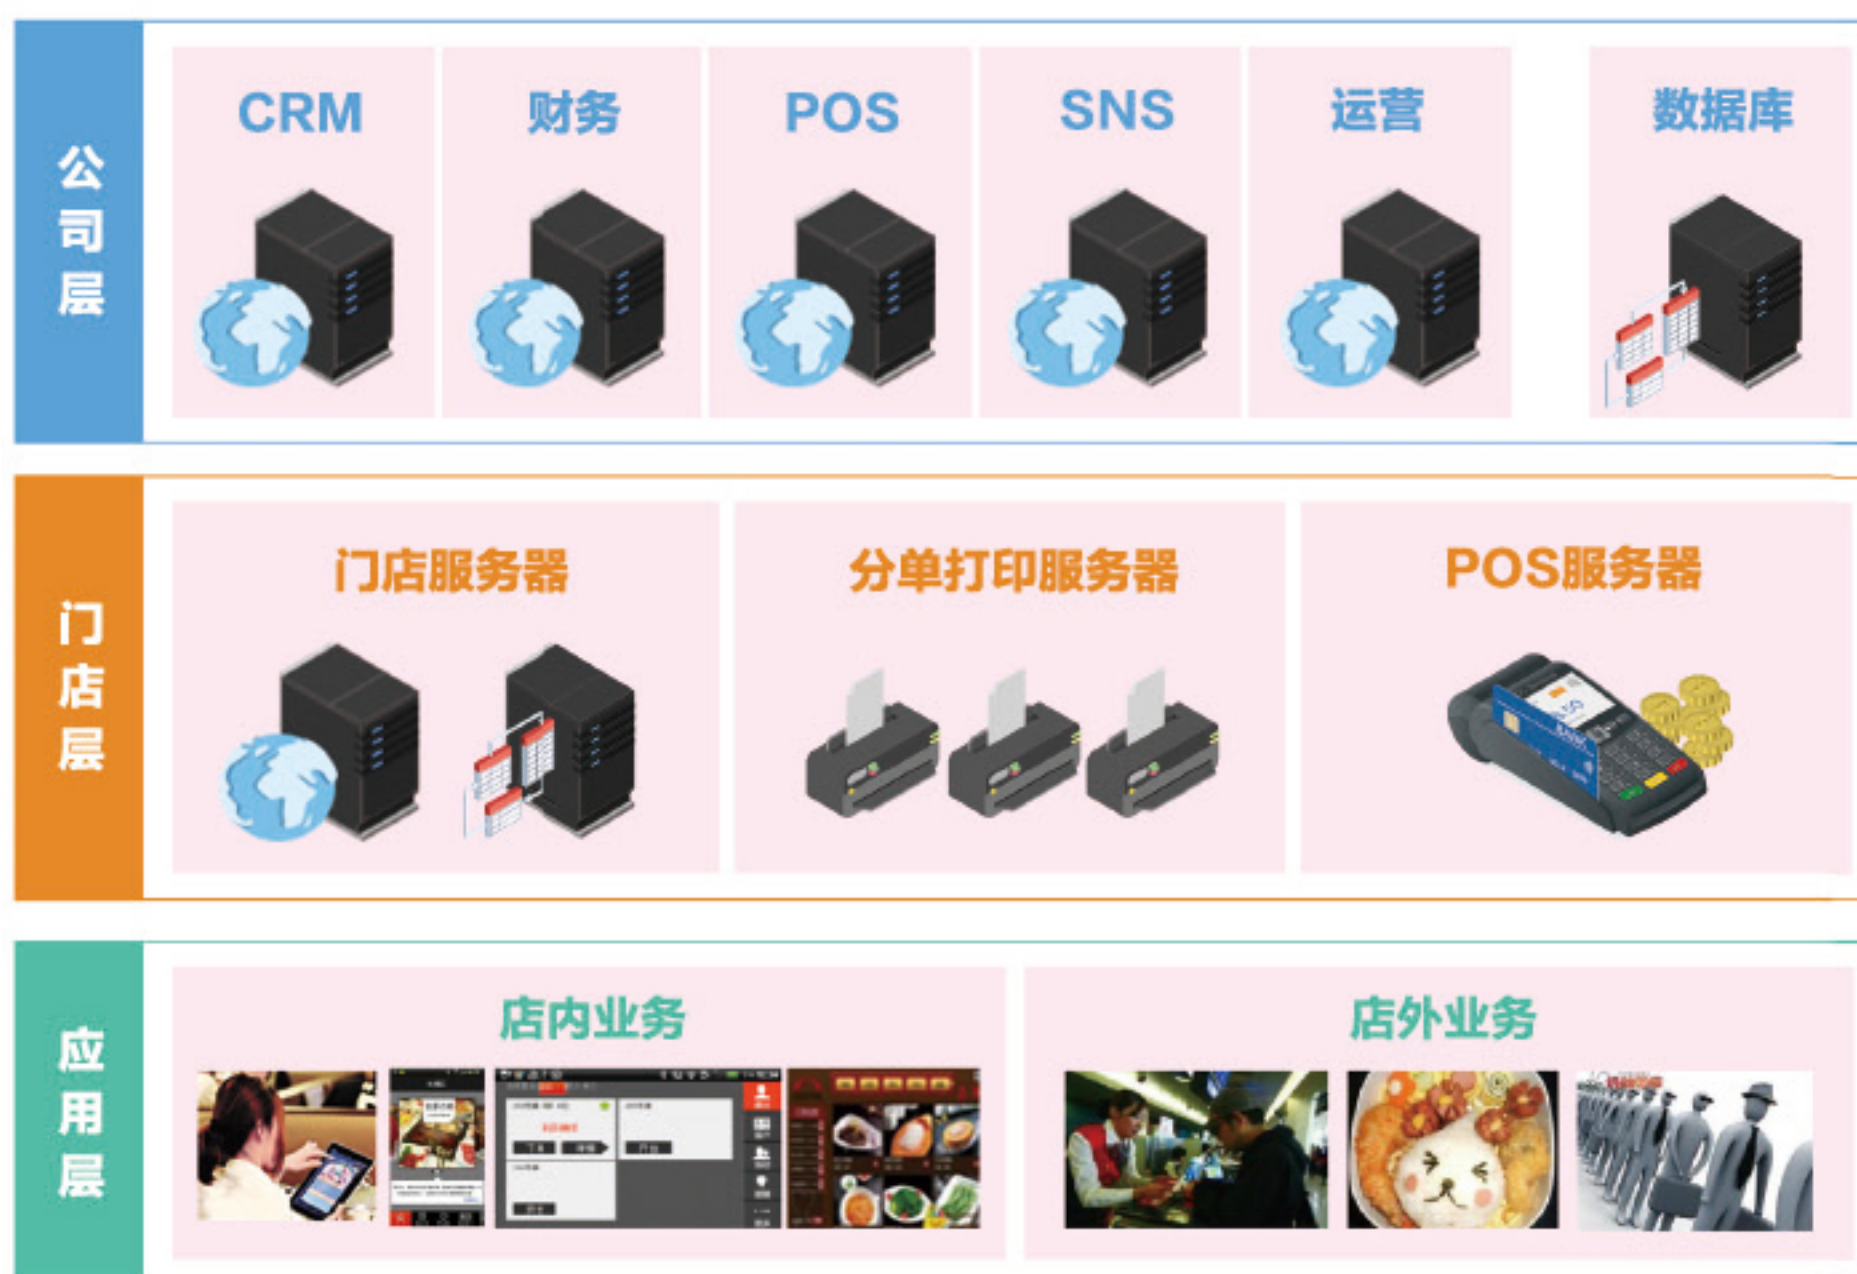 公司层
CRM
财务
POS
SNS
运营
数据库
门店层
门店服务器
分单打印服务器
POS服务器
应用层
店内业务
店外业务